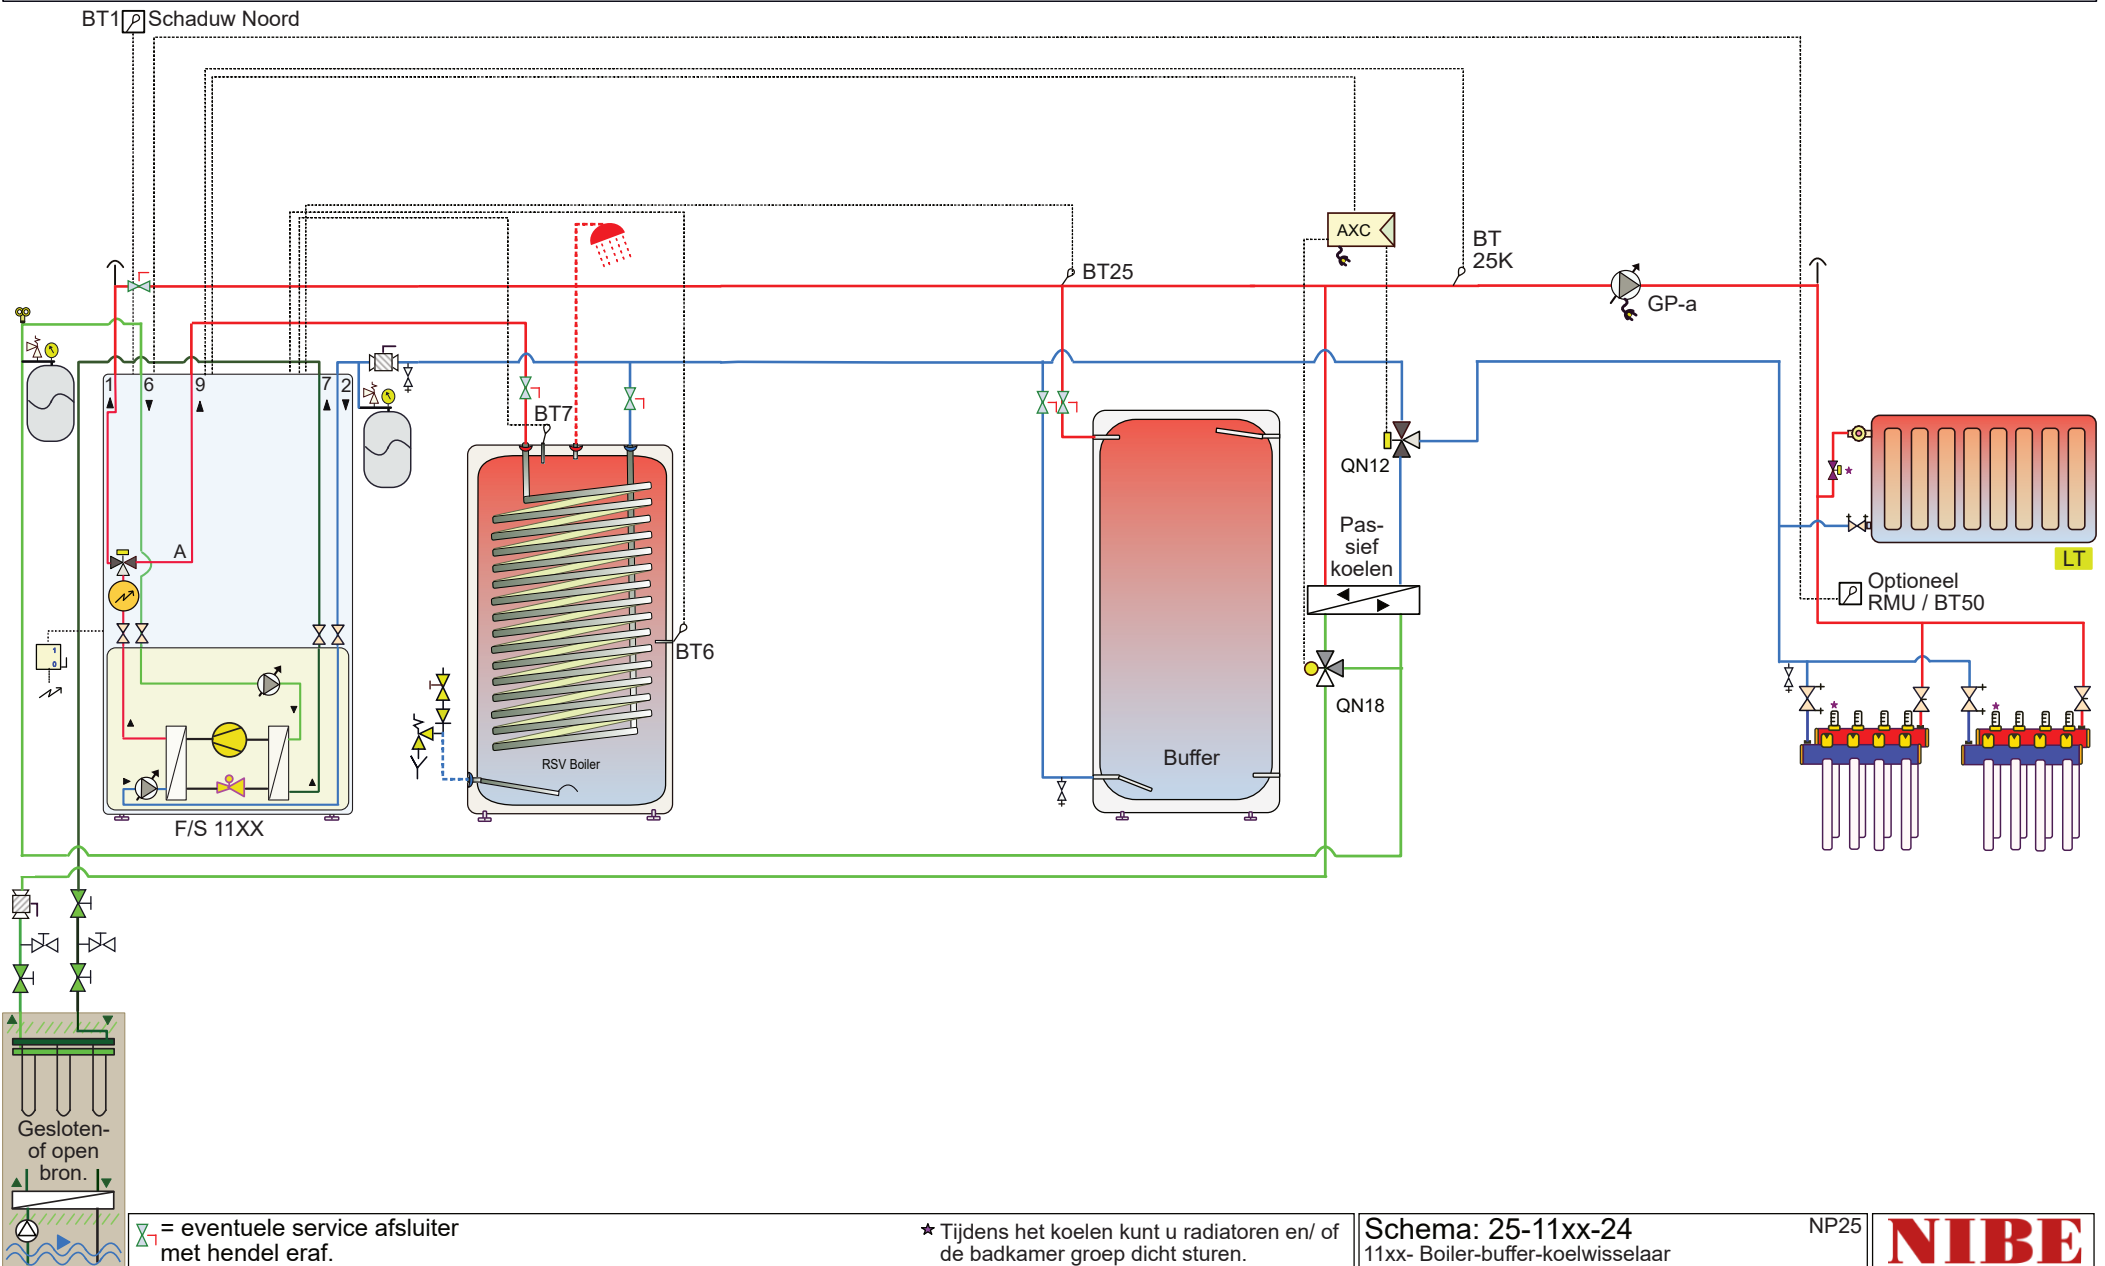 BT1 Schaduw Noord
AXC
BT
25K
BT25
GP-a
1 6 9 7 2
BT7
QN12
A
Pas-
sief
koelen
LT
Optioneel
RMU / BT50
1
0
BT6
QN18
Buffer
RSV Boiler
F/S 11XX
Gesloten-
of open
bron.
= eventuele service afsluiter
met hendel eraf.
★ Tijdens het koelen kunt u radiatoren en/ of
de badkamer groep dicht sturen.
Schema: 25-11xx-24
11xx- Boiler-buffer-koelwisselaar
NP25
NIBE